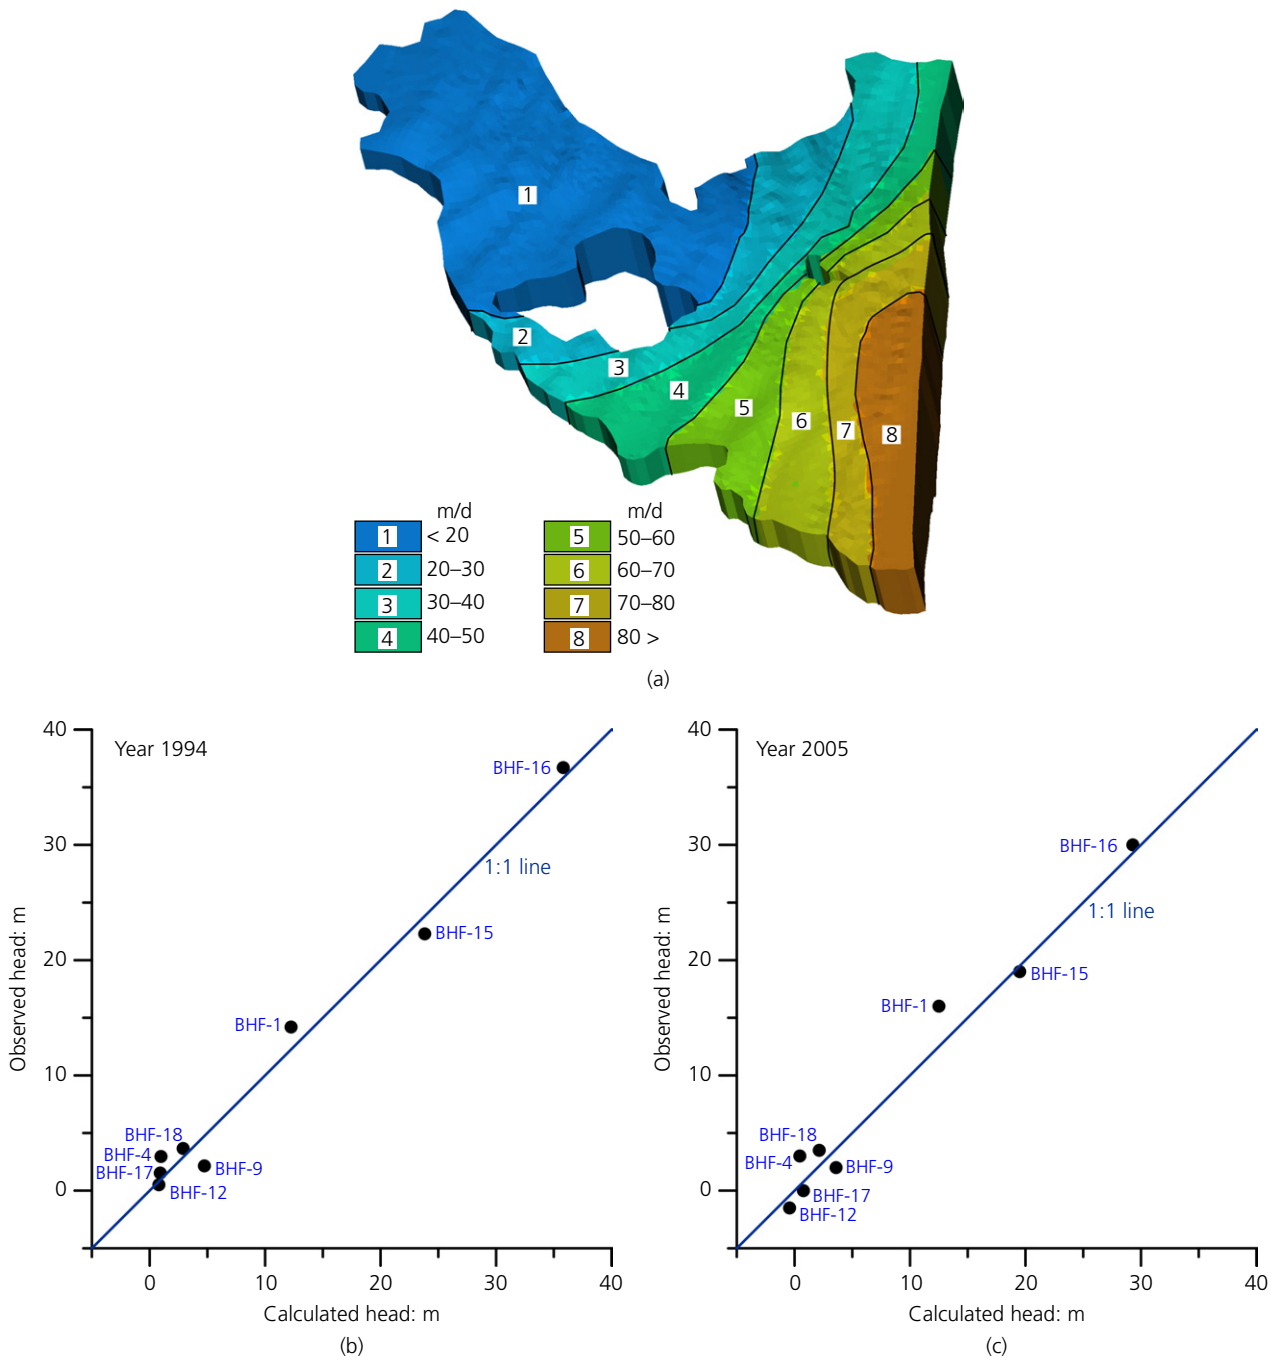 1
2
3
4
5
6
7
8
m/d
m/d
1 < 20
5 50–60
2 20–30
6 60–70
3 30–40
7 70–80
4 40–50
8 80 >
(a)
40
30
20
10
0
Observed head: m
Year 1994
BHF-16
1:1 line
BHF-15
BHF-1
BHF-18
BHF-4
BHF-17
BHF-9
BHF-12
0 10 20 30 40
Calculated head: m
(b)
40
30
20
10
0
Observed head: m
Year 2005
BHF-16
1:1 line
BHF-15
BHF-1
BHF-18
BHF-4
BHF-9
BHF-17
BHF-12
0 10 20 30 40
Calculated head: m
(c)